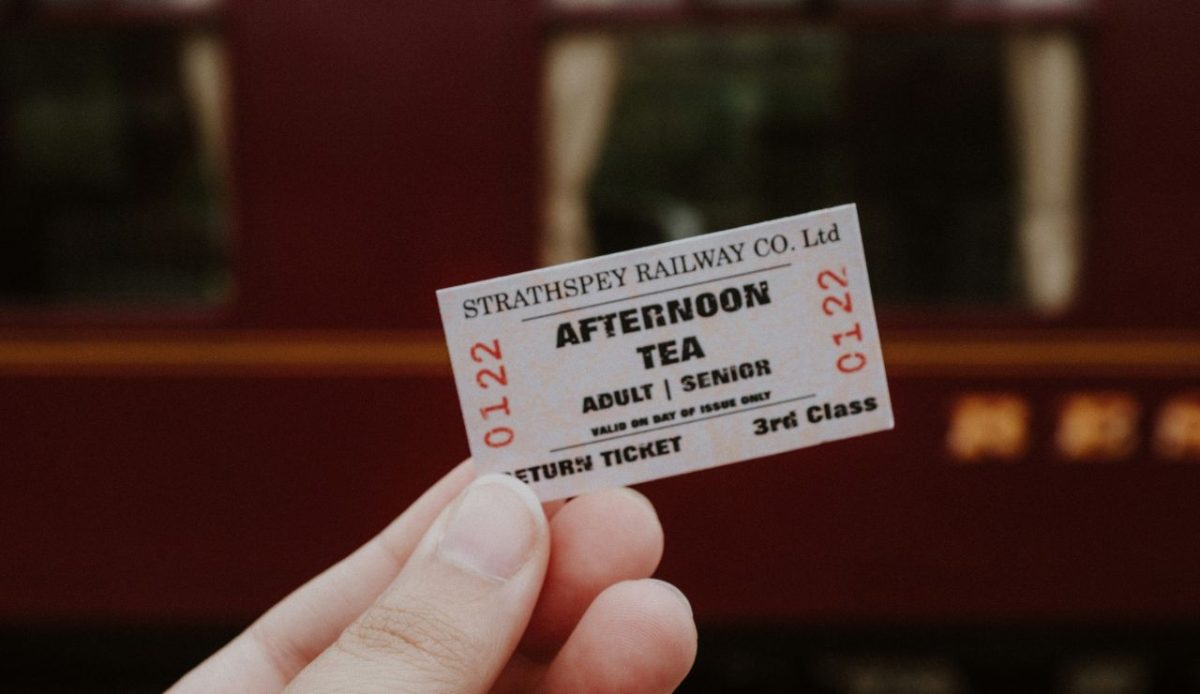 STRATHSPEY RAILWAY CO. Ltd
AFTERNOON
TEA
ADULT | SENIOR
VALID ON DAY OF ISSUE ONLY
3rd Class
ETURN TICKET
0122
0122